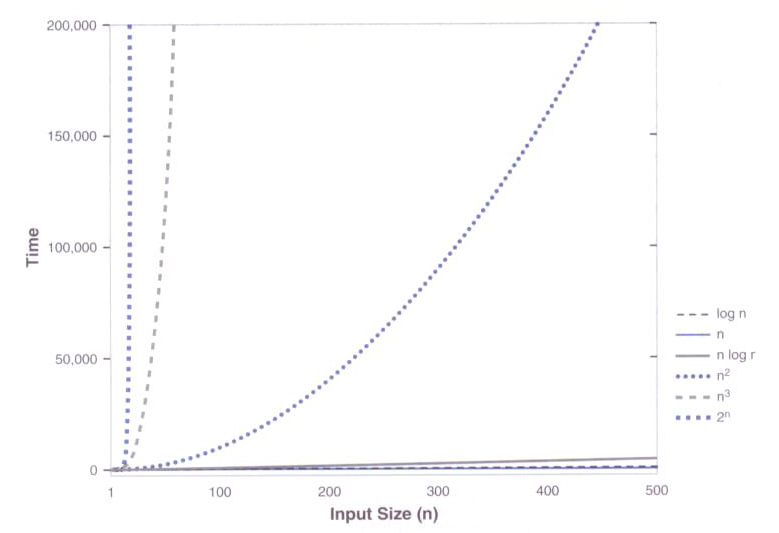 200,000
150,000
100,000
50,000
0
Time
1
100
200
300
400
500
Input Size (n)
log n
n
n log r
n²
n³
2ⁿ